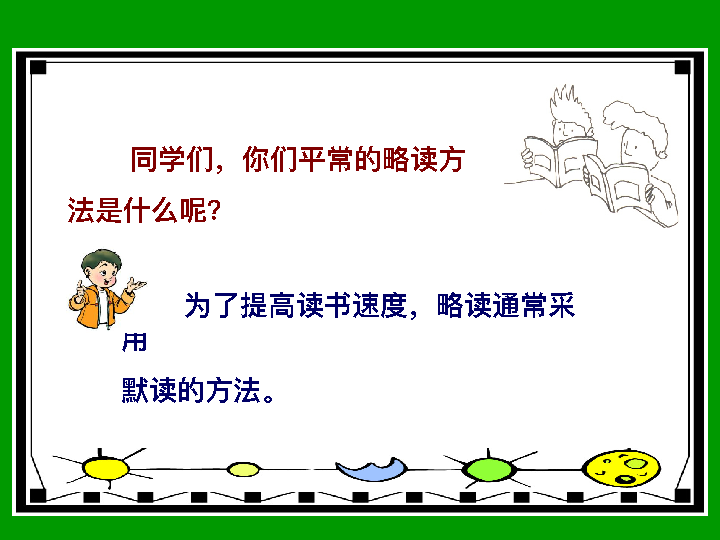 同学们，你们平常的略读方
法是什么呢？
为了提高读书速度，略读通常采
用
默读的方法。